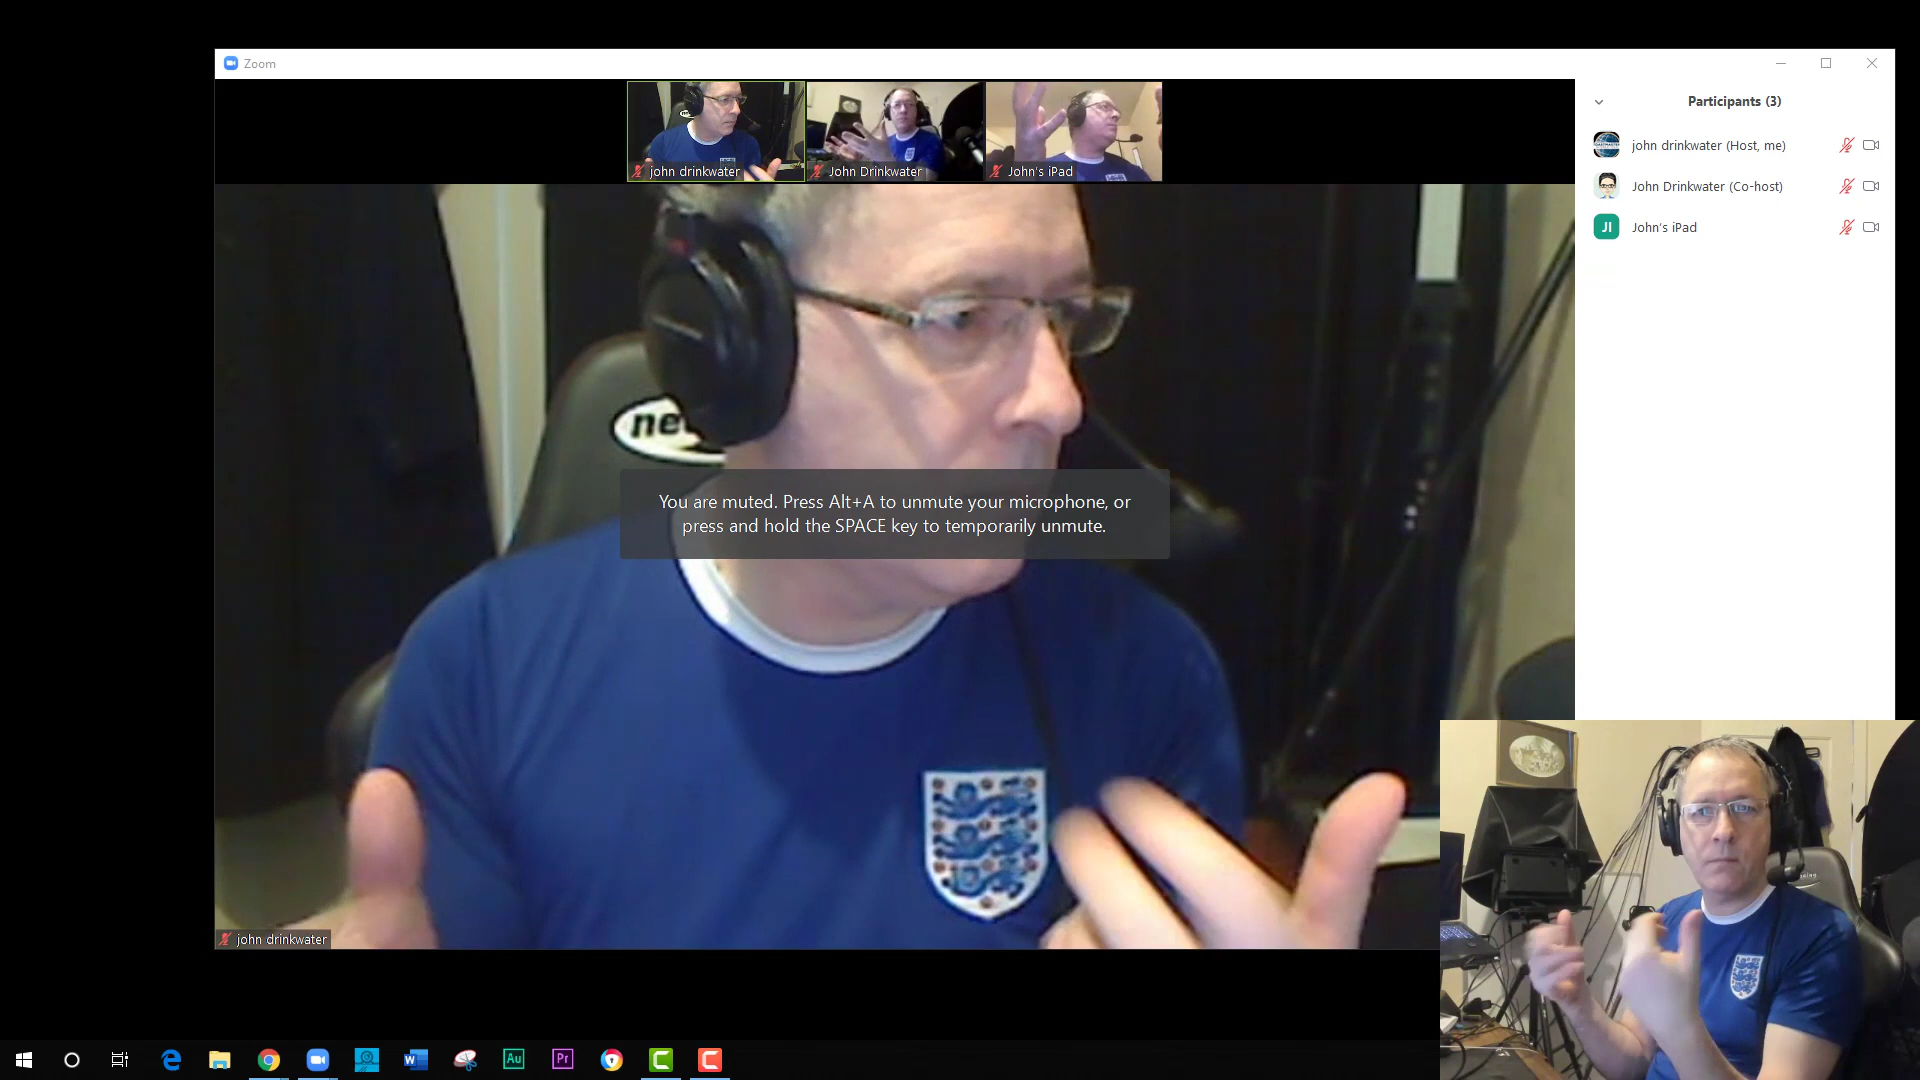 Zoom
Participants (3)
john drinkwater
John Drinkwater
John's iPad
john drinkwater (Host, me)
John Drinkwater (Co-host)
JI
John's iPad
You are muted. Press Alt+A to unmute your microphone, or
press and hold the SPACE key to temporarily unmute.
john drinkwater
W
Au
Pr